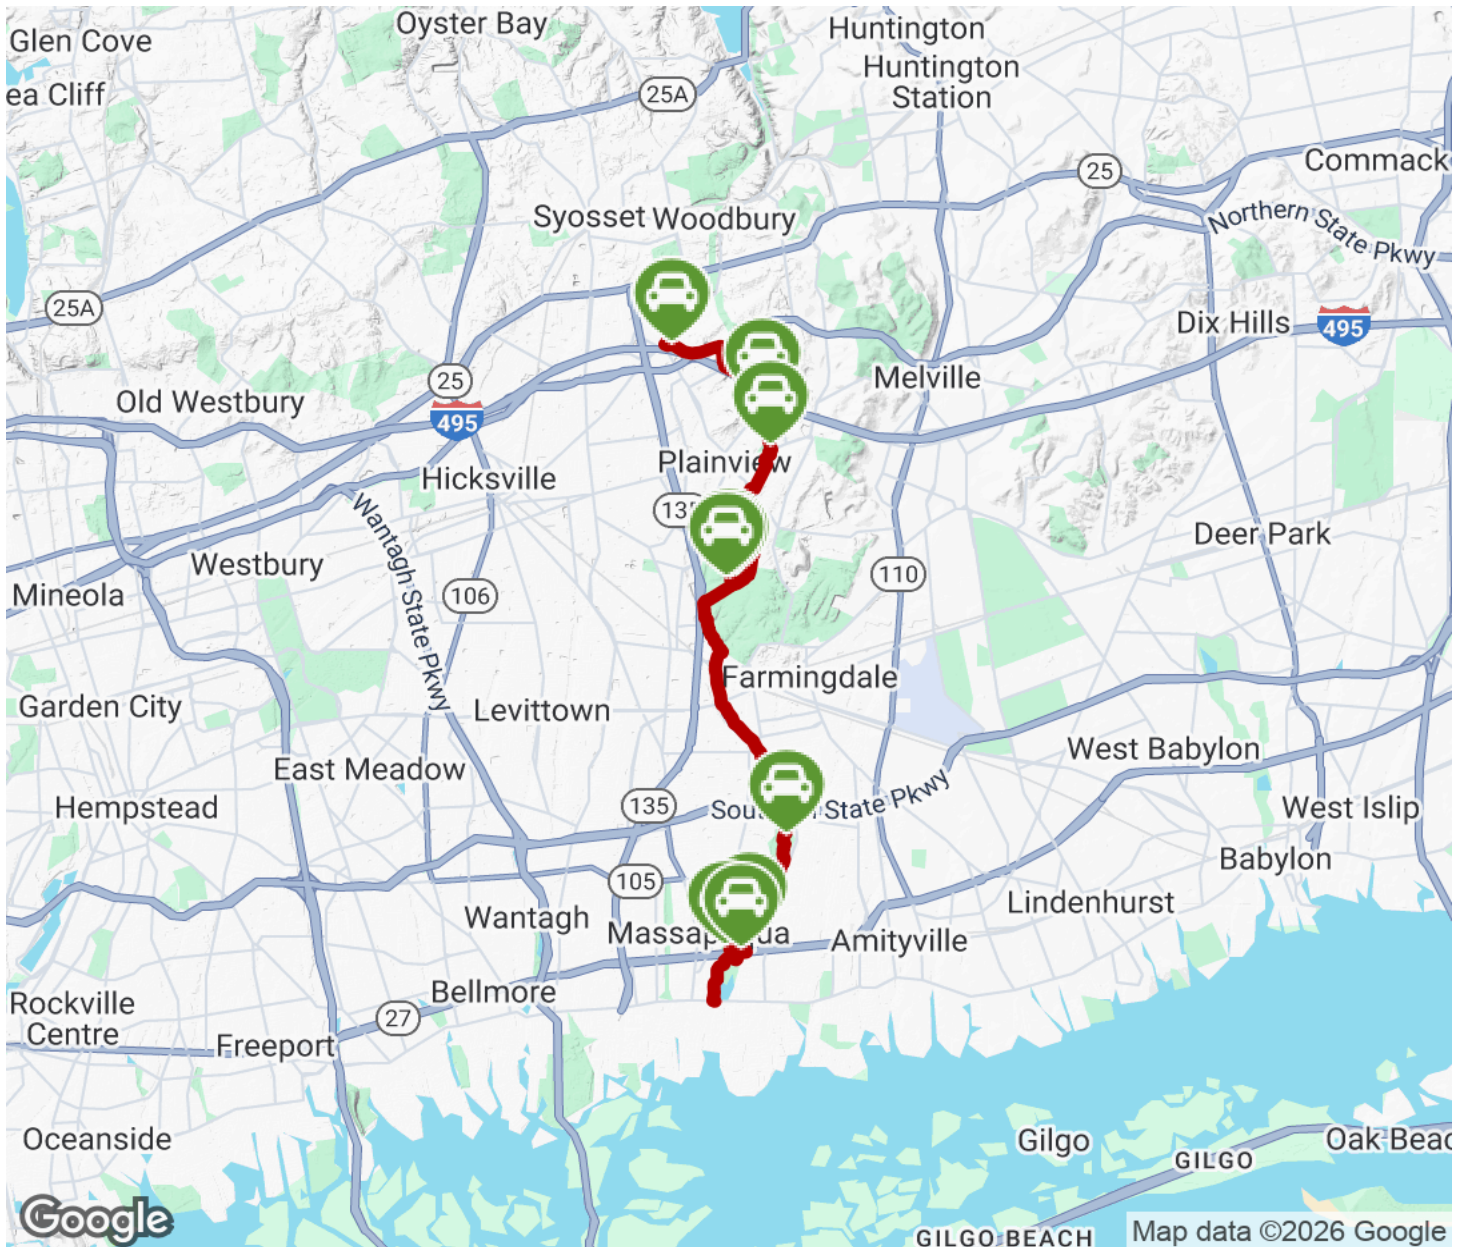 Glen Cove
Oyster Bay
Huntington
Huntington
Station
ea Cliff
25A
Commack
25
Syosset
Woodbury
Northern State Pkwy
25A
Dix Hills
495
25
Melville
Old Westbury
495
Plainview
Hicksville
Wantagh State Pkwy
Deer Park
Westbury
110
Mineola
106
Farmingdale
Garden City
Levittown
West Babylon
East Meadow
Hempstead
135
State Pkwy
West Islip
Babylon
105
Lindenhurst
Wantagh
Amityville
Bellmore
Rockville
Centre
27
Freeport
Oceanside
Gilgo
Oak Beac
GILGO
Google
GILGO BEACH
Map data ©2026 Google